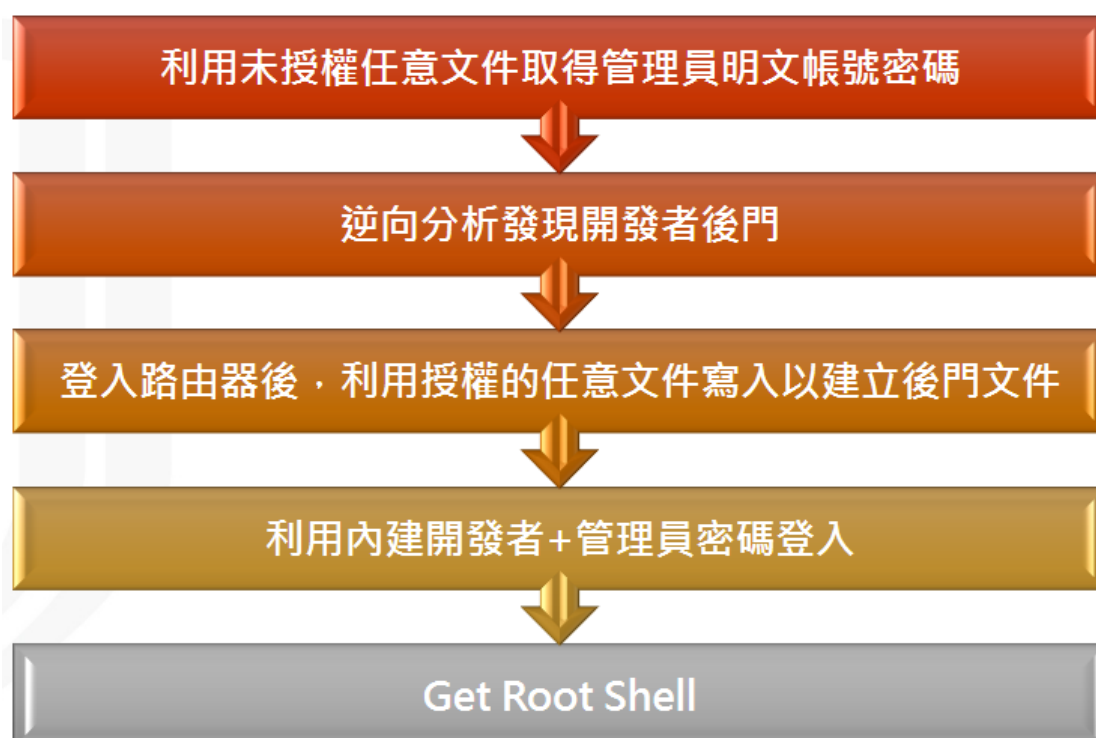 利用未授權任意文件取得管理員明文帳號密碼
逆向分析發現開發者後門
登入路由器後，利用授權的任意文件寫入以建立後門文件
利用內建開發者+管理員密碼登入
Get Root Shell